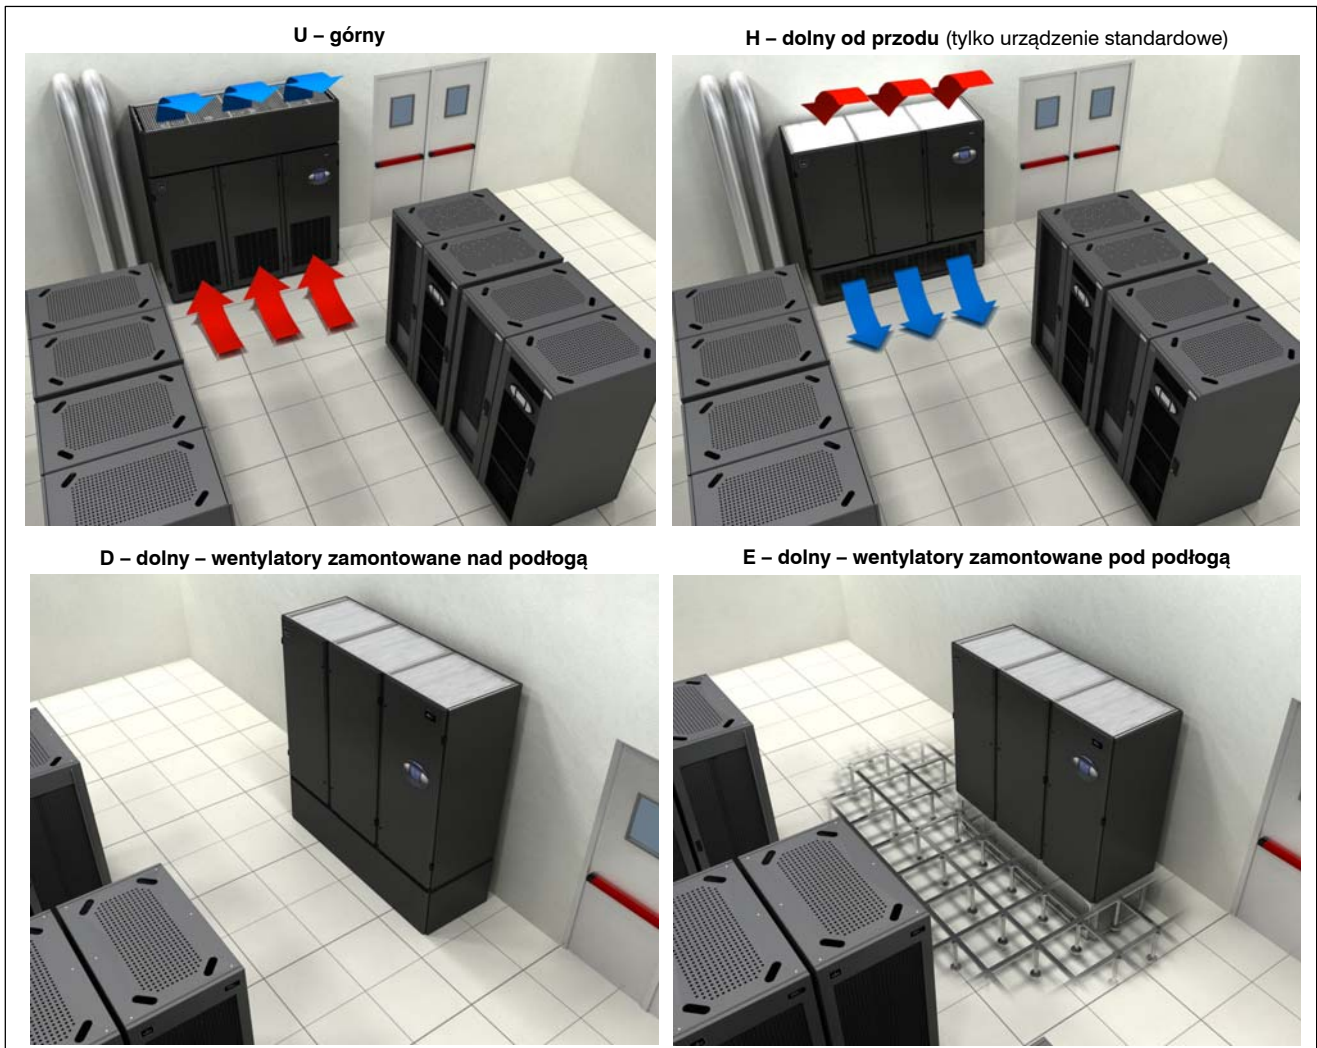 U – górny
H – dolny od przodu (tylko urządzenie standardowe)
D – dolny – wentylatory zamontowane nad podłogą
E – dolny – wentylatory zamontowane pod podłogą